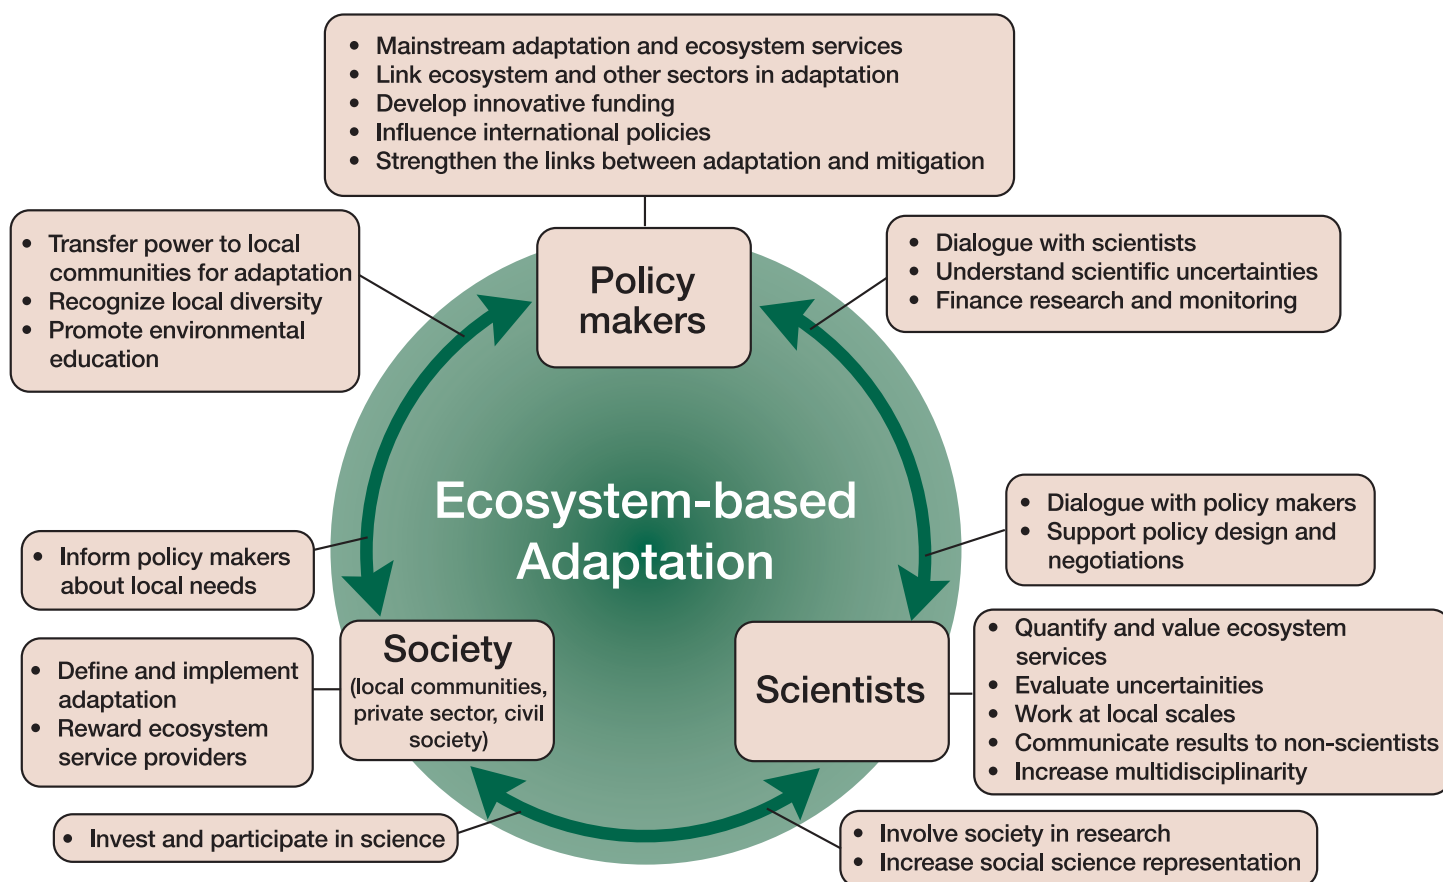 • Mainstream adaptation and ecosystem services
• Link ecosystem and other sectors in adaptation
• Develop innovative funding
• Influence international policies
• Strengthen the links between adaptation and mitigation
• Transfer power to local
communities for adaptation
• Recognize local diversity
• Promote environmental
education
Policy
makers
• Dialogue with scientists
• Understand scientific uncertainties
• Finance research and monitoring
Ecosystem-based
Adaptation
• Inform policy makers
about local needs
• Dialogue with policy makers
• Support policy design and
negotiations
• Define and implement
adaptation
• Reward ecosystem
service providers
Society
(local communities,
private sector, civil
society)
Scientists
• Quantify and value ecosystem
services
• Evaluate uncertainities
• Work at local scales
• Communicate results to non-scientists
• Increase multidisciplinarity
• Invest and participate in science
• Involve society in research
• Increase social science representation